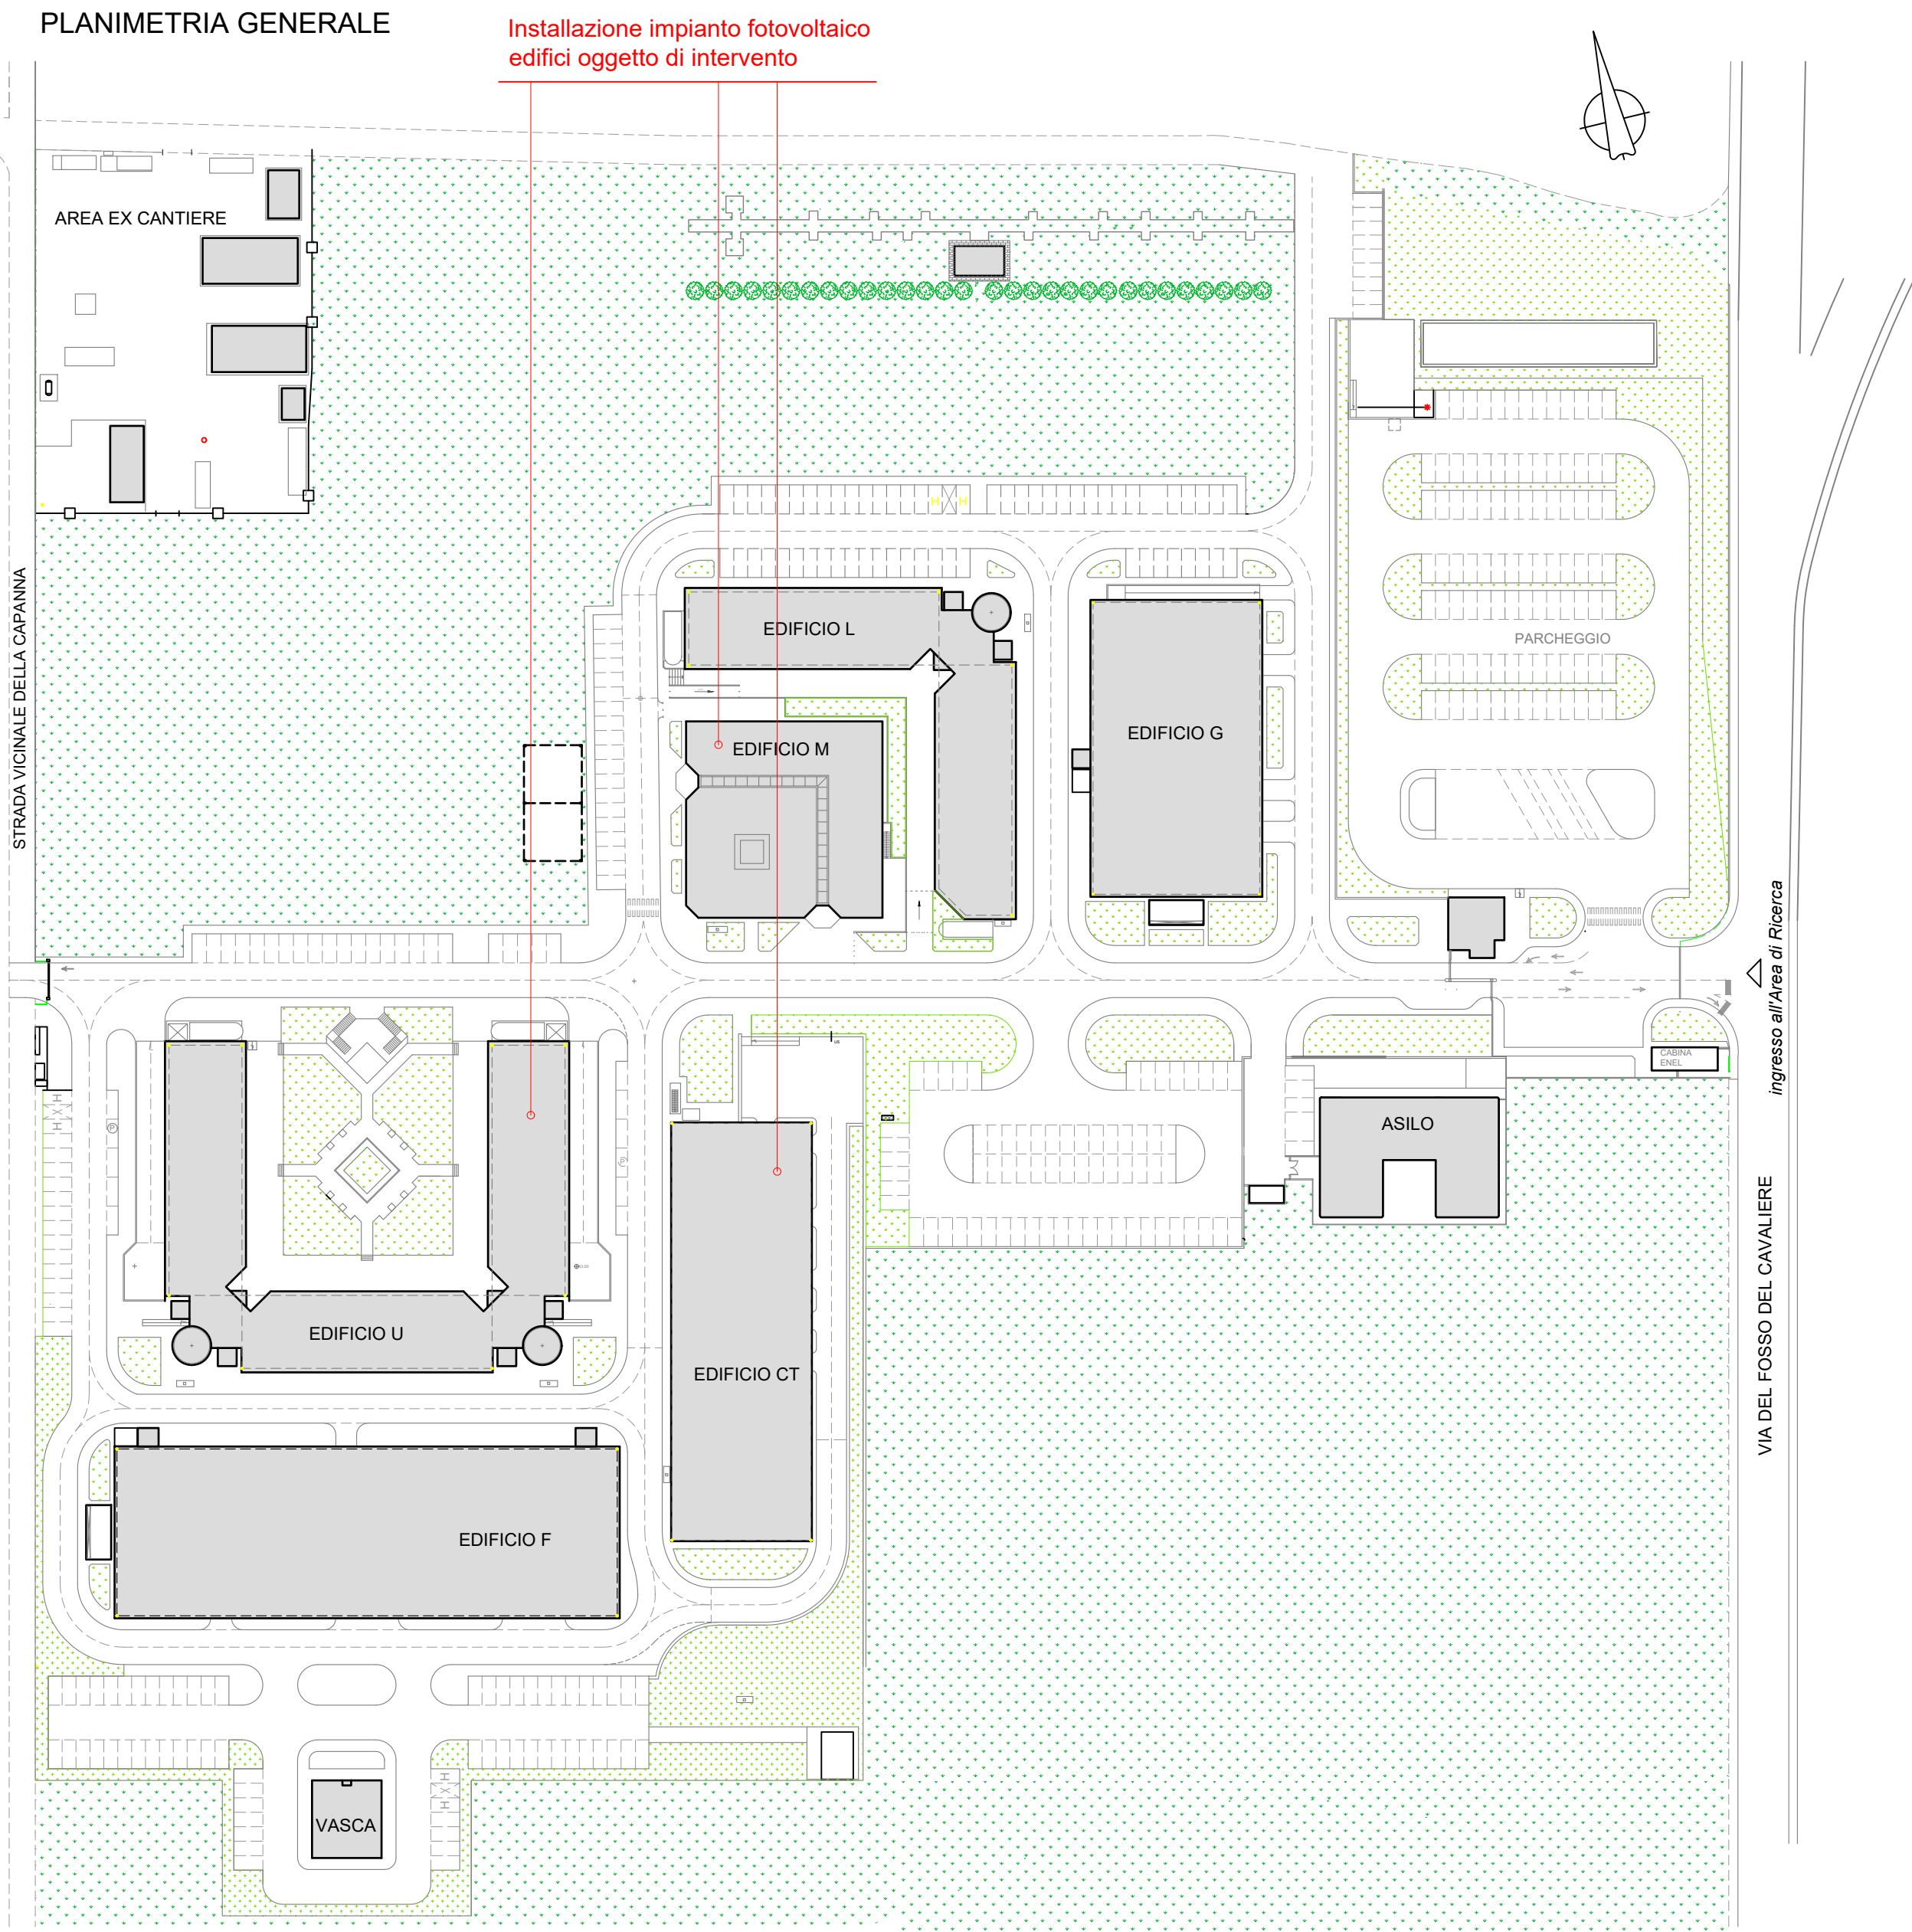 PLANIMETRIA GENERALE
Installazione impianto fotovoltaico
edifici oggetto di intervento
AREA EX CANTIERE
STRADA VICINALE DELLA CAPANNA
H H
EDIFICIO L
PARCHEGGIO
EDIFICIO G
EDIFICIO M
ingresso all'Area di Ricerca
CABINA
ENEL
ASILO
H
H
P
EDIFICIO U
EDIFICIO CT
VIA DEL FOSSO DEL CAVALIERE
EDIFICIO F
H
H
VASCA